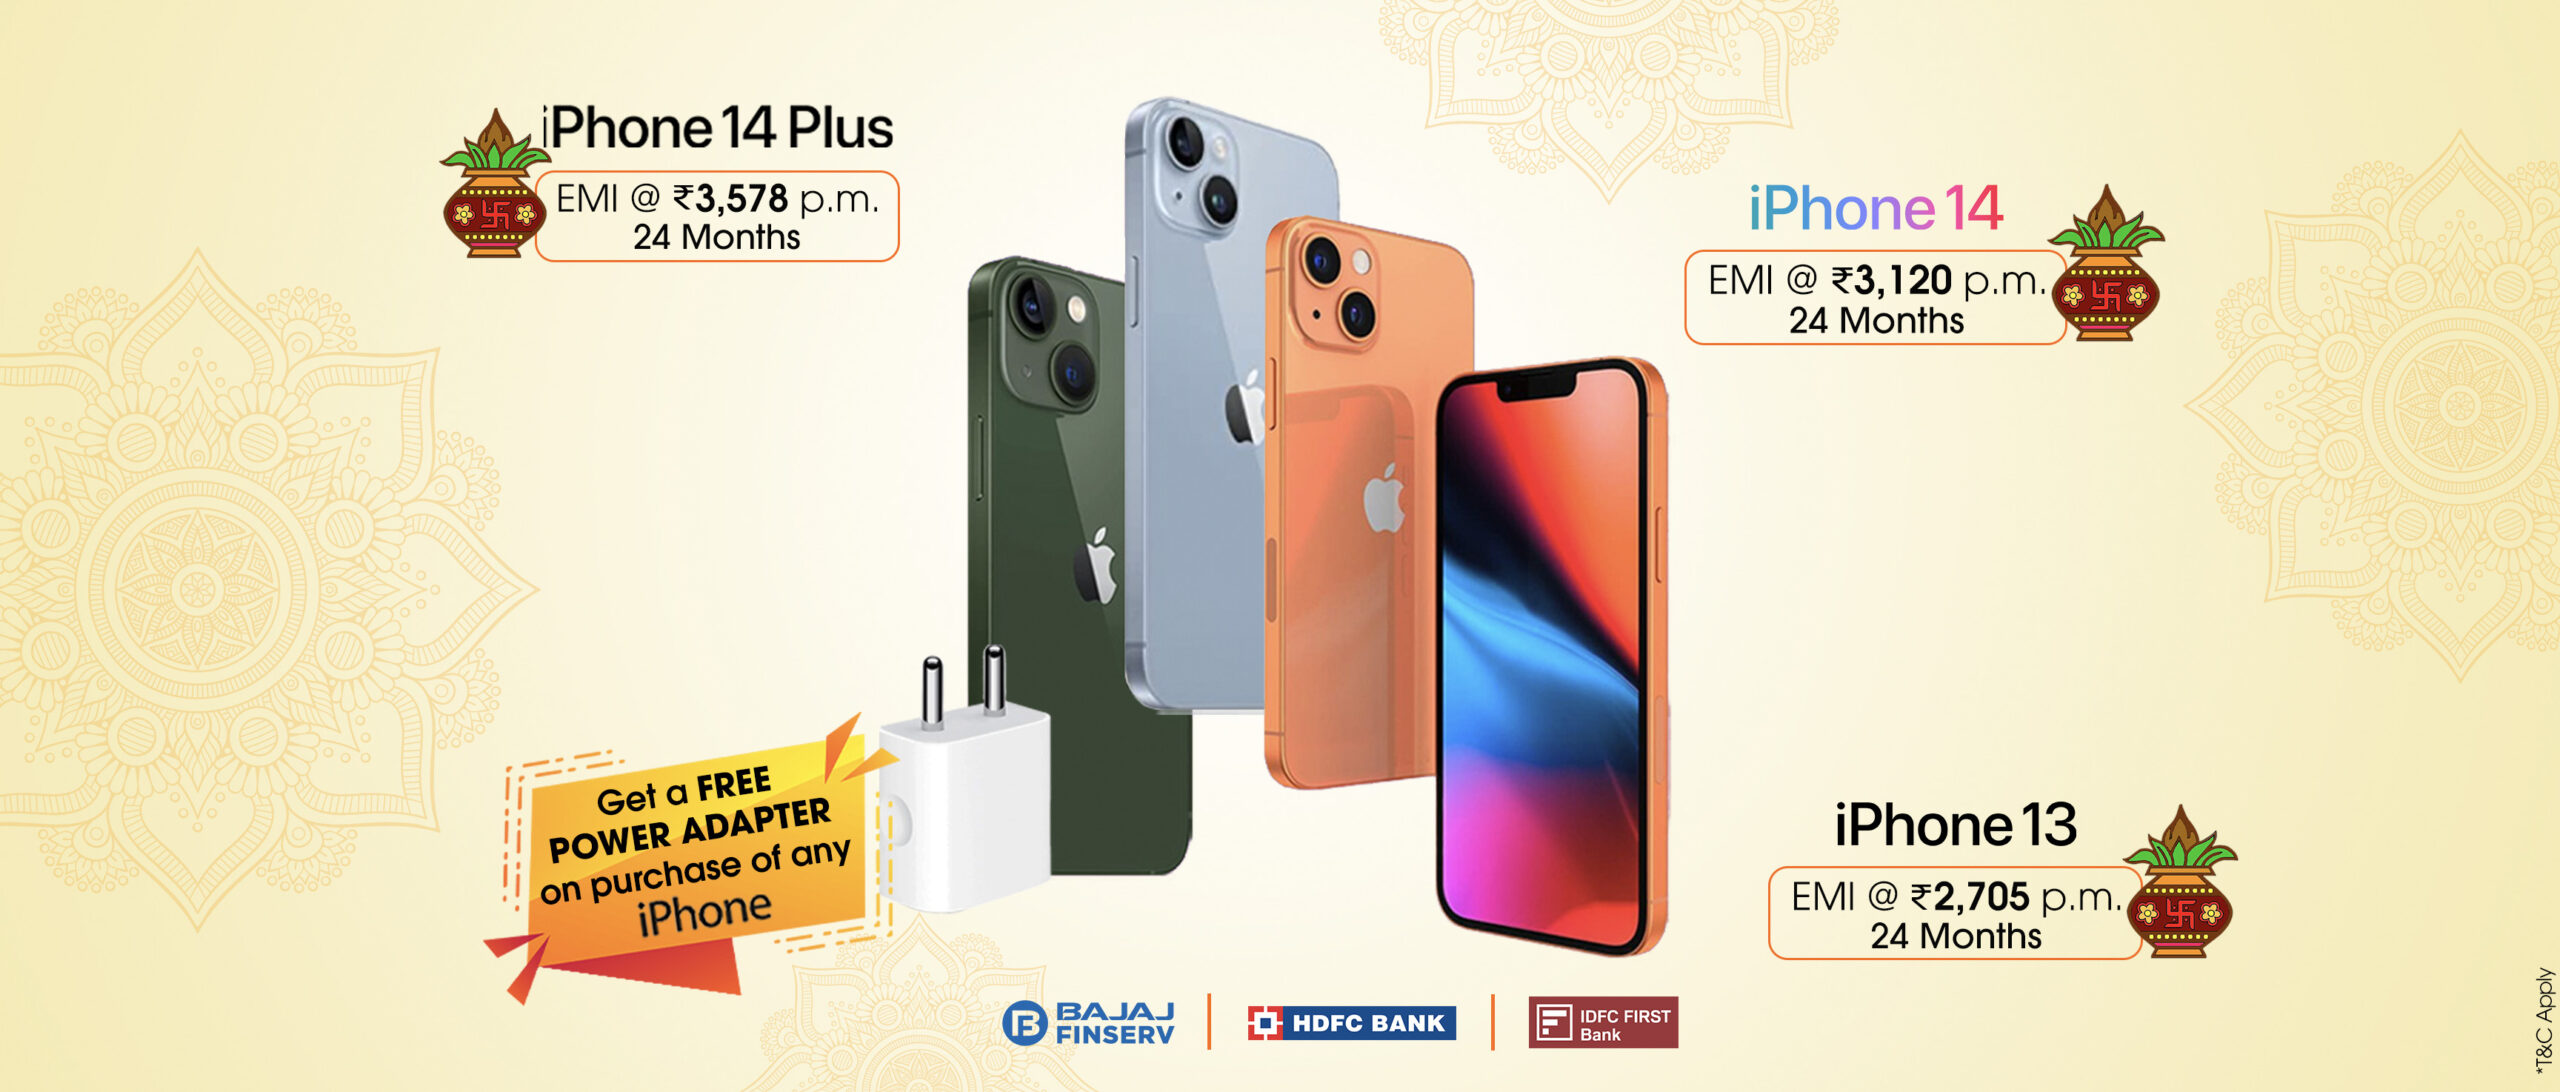 iPhone 14 Plus
EMI @ ₹3,578 p.m.
24 Months
iPhone 14
EMI @ ₹3,120 p.m.
24 Months
Get a FREE
POWER ADAPTER
on purchase of any
iPhone
iPhone 13
EMI @ ₹2,705 p.m.
24 Months
BAJAJ
FINSERV
HDFC BANK
IDFC FIRST
Bank
*T&C Apply